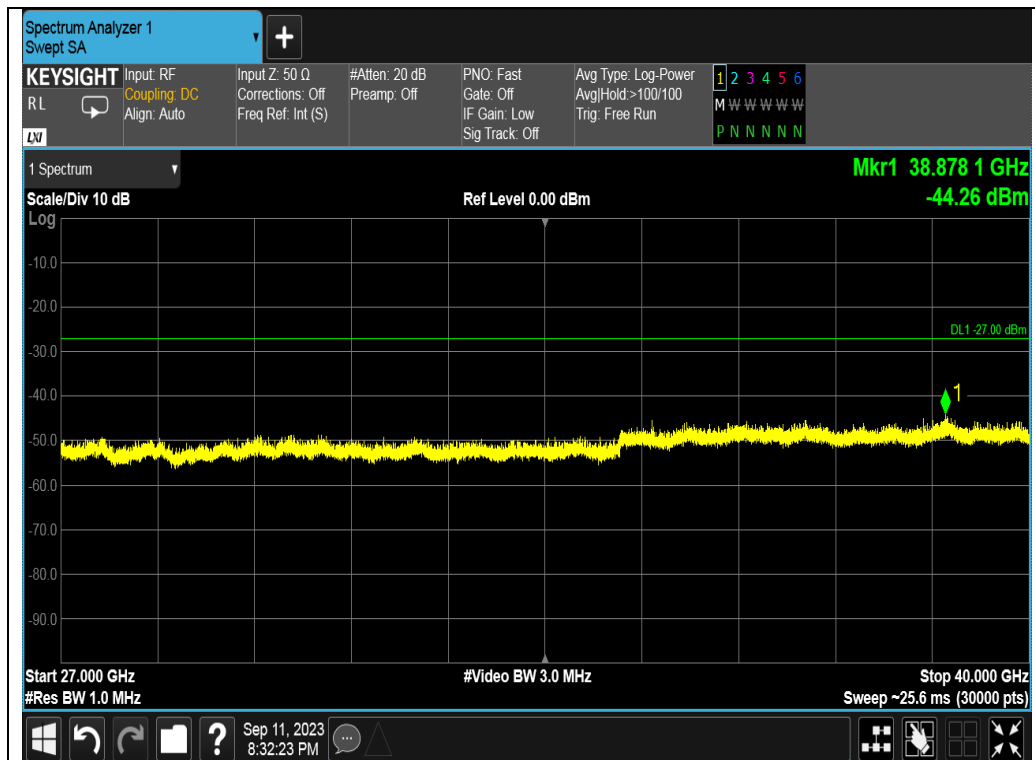 Spectrum Analyzer 1
Swept SA
+
KEYSIGHT
RL
LXI
Input: RF
Coupling: DC
Align: Auto
Input Z: 50 Ω
Corrections: Off
Freq Ref: Int (S)
#Atten: 20 dB
Preamp: Off
PNO: Fast
Gate: Off
IF Gain: Low
Sig Track: Off
Avg Type: Log-Power
Avg|Hold:>100/100
Trig: Free Run
1 2 3 4 5 6
M W W W W W
P N N N N N
1 Spectrum
Mkr1 38.878 1 GHz
-44.26 dBm
Scale/Div 10 dB
Ref Level 0.00 dBm
Log
-10.0
-20.0
DL1 -27.00 dBm
-30.0
-40.0
1
-50.0
-60.0
-70.0
-80.0
-90.0
Start 27.000 GHz
#Video BW 3.0 MHz
Stop 40.000 GHz
#Res BW 1.0 MHz
Sweep ~25.6 ms (30000 pts)
?
Sep 11, 2023
8:32:23 PM